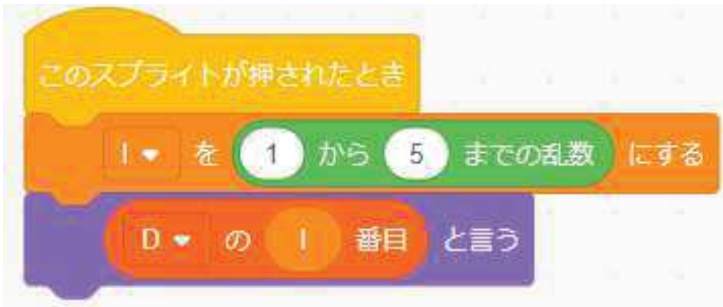 このスプライトが押されたとき
I を 1 から 5 までの乱数 にする
D の I 番目 と言う